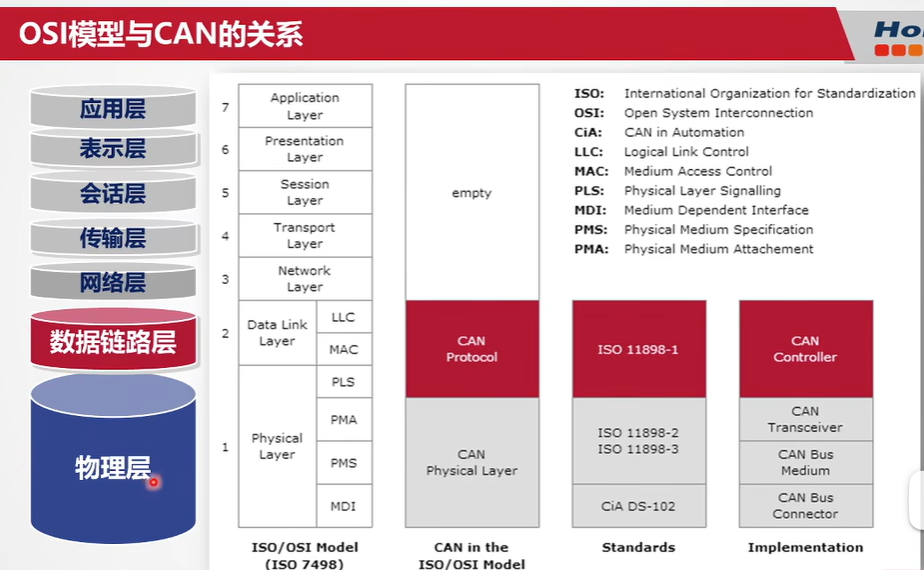 OSI模型与CAN的关系
应用层
表示层
会话层
传输层
网络层
数据链路层
物理层
7
Application
Layer
6
Presentation
Layer
5
Session
Layer
4
Transport
Layer
3
Network
Layer
2
Data Link
Layer
LLC
MAC
1
Physical
Layer
PLS
PMA
PMS
MDI
ISO/OSI Model
(ISO 7498)
empty
CAN
Protocol
CAN
Physical Layer
CAN in the
ISO/OSI Model
ISO 11898-1
ISO 11898-2
ISO 11898-3
CiA DS-102
Standards
CAN
Controller
CAN
Transceiver
CAN Bus
Medium
CAN Bus
Connector
Implementation
ISO: International Organization for Standardization
OSI: Open System Interconnection
CiA: CAN in Automation
LLC: Logical Link Control
MAC: Medium Access Control
PLS: Physical Layer Signalling
MDI: Medium Dependent Interface
PMS: Physical Medium Specification
PMA: Physical Medium Attachement